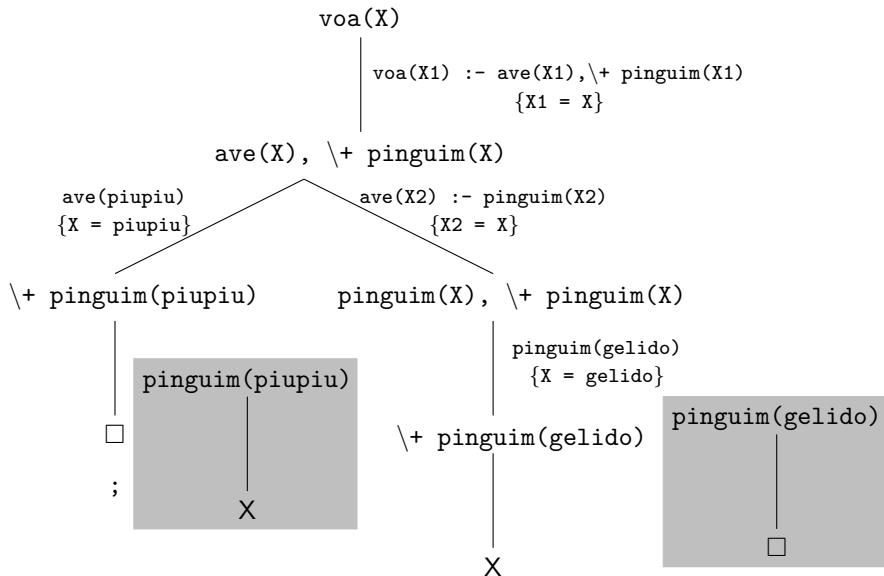 voa(X)
voa(X1) :- ave(X1),\+ pinguim(X1)
{X1 = X}
ave(X), \+ pinguim(X)
ave(piupiu)
{X = piupiu}
ave(X2) :- pinguim(X2)
{X2 = X}
\+ pinguim(piupiu)
pinguim(X), \+ pinguim(X)
pinguim(gelido)
{X = gelido}
pinguim(piupiu)
pinguim(gelido)
□
\+ pinguim(gelido)
;
X
X
□